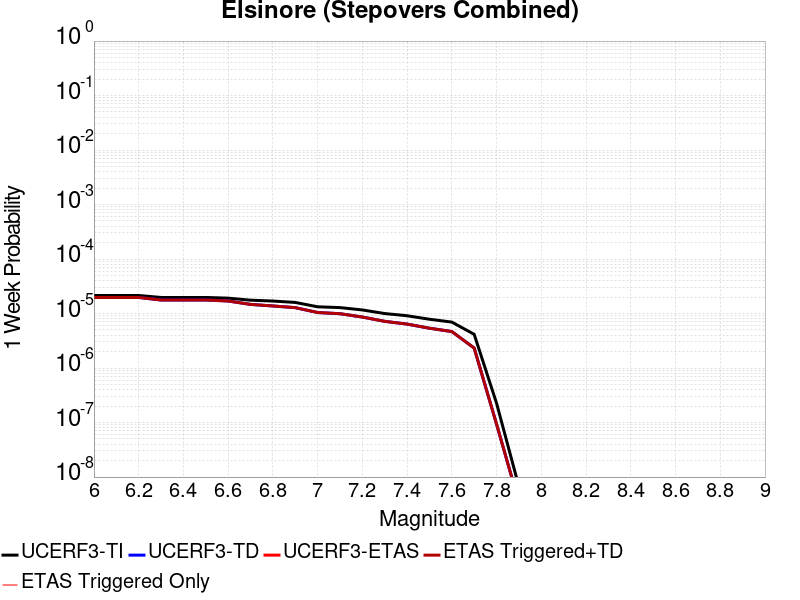 Elsinore (Stepovers Combined)
10^0
10^-1
10^-2
10^-3
10^-4
10^-5
10^-6
10^-7
10^-8
1 Week Probability
6 6.2 6.4 6.6 6.8 7 7.2 7.4 7.6 7.8 8 8.2 8.4 8.6 8.8 9
Magnitude
UCERF3-TI UCERF3-TD UCERF3-ETAS ETAS Triggered+TD
ETAS Triggered Only